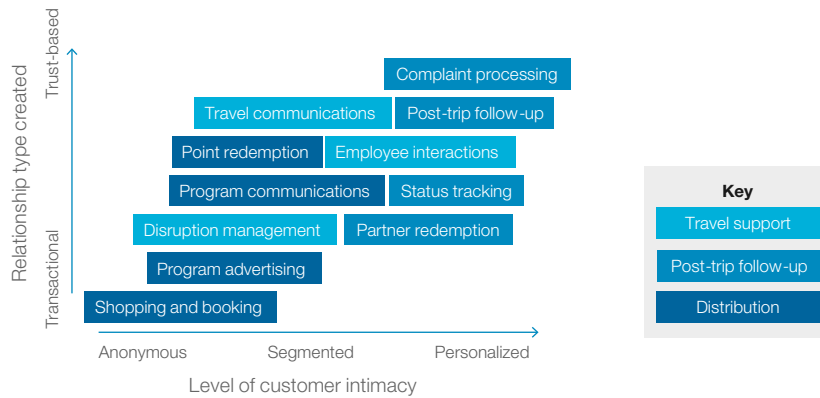 Relationship type created
Trust-based
Transactional
Complaint processing
Travel communications
Post-trip follow-up
Point redemption
Employee interactions
Program communications
Status tracking
Disruption management
Partner redemption
Program advertising
Shopping and booking
Anonymous
Segmented
Personalized
Level of customer intimacy
Key
Travel support
Post-trip follow-up
Distribution